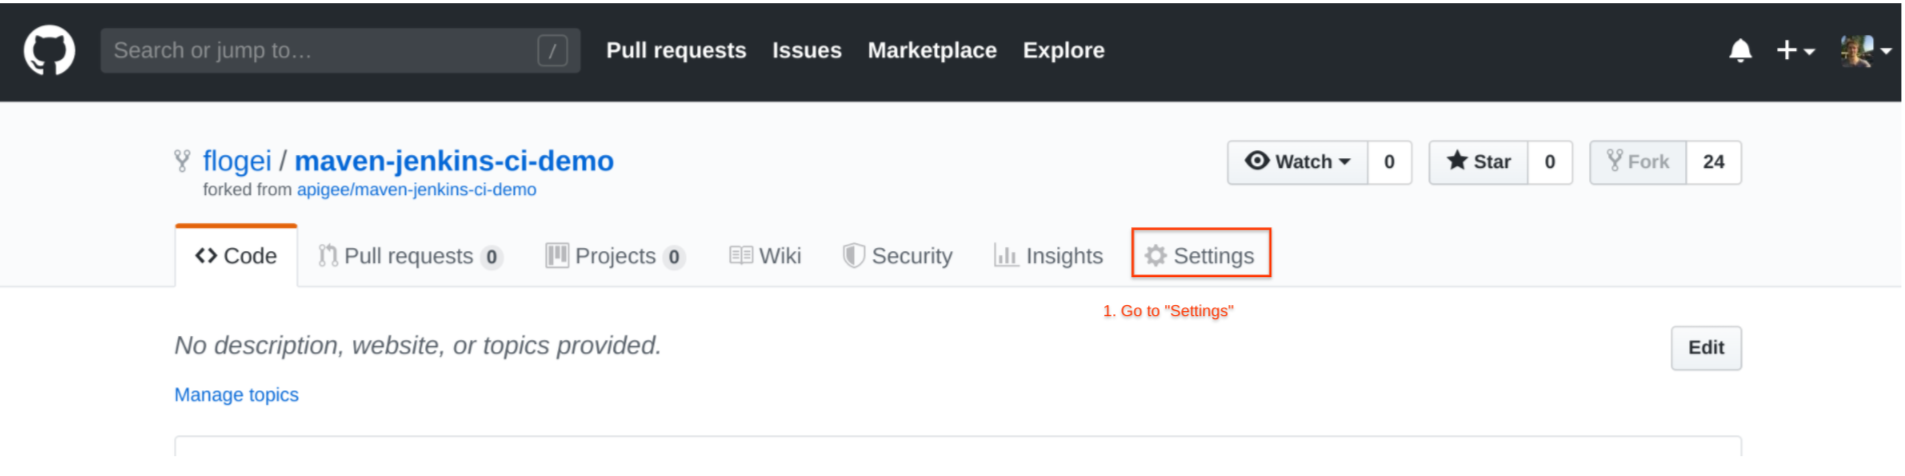 Search or jump to... / Pull requests Issues Marketplace Explore
flogei / maven-jenkins-ci-demo Watch 0 Star 0 Fork 24
forked from apigee/maven-jenkins-ci-demo
Code Pull requests 0 Projects 0 Wiki Security Insights Settings
1. Go to "Settings"
No description, website, or topics provided. Edit
Manage topics